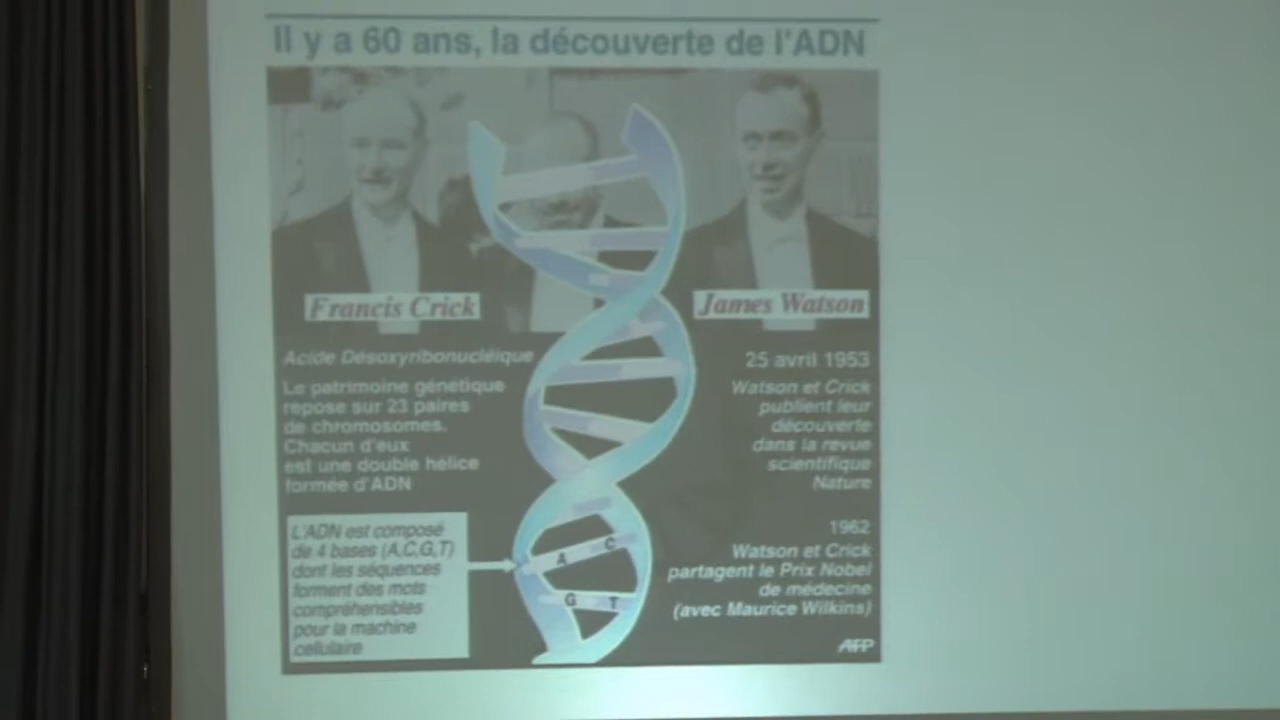 Il y a 60 ans, la découverte de l'ADN
Francis Crick
James Watson
Acide Désoxyribonucléique
Le patrimoine génétique
repose sur 23 paires
de chromosomes.
Chacun d'eux
est une double hélice
formée d'ADN
25 avril 1953
Watson et Crick
publient leur
découverte
dans la revue
scientifique
Nature
L'ADN est composé
de 4 bases (A,C,G,T)
dont les séquences
forment des mots
compréhensibles
pour la machine
cellulaire
A C
G T
1962
Watson et Crick
partagent le Prix Nobel
de médecine
(avec Maurice Wilkins)
AFP